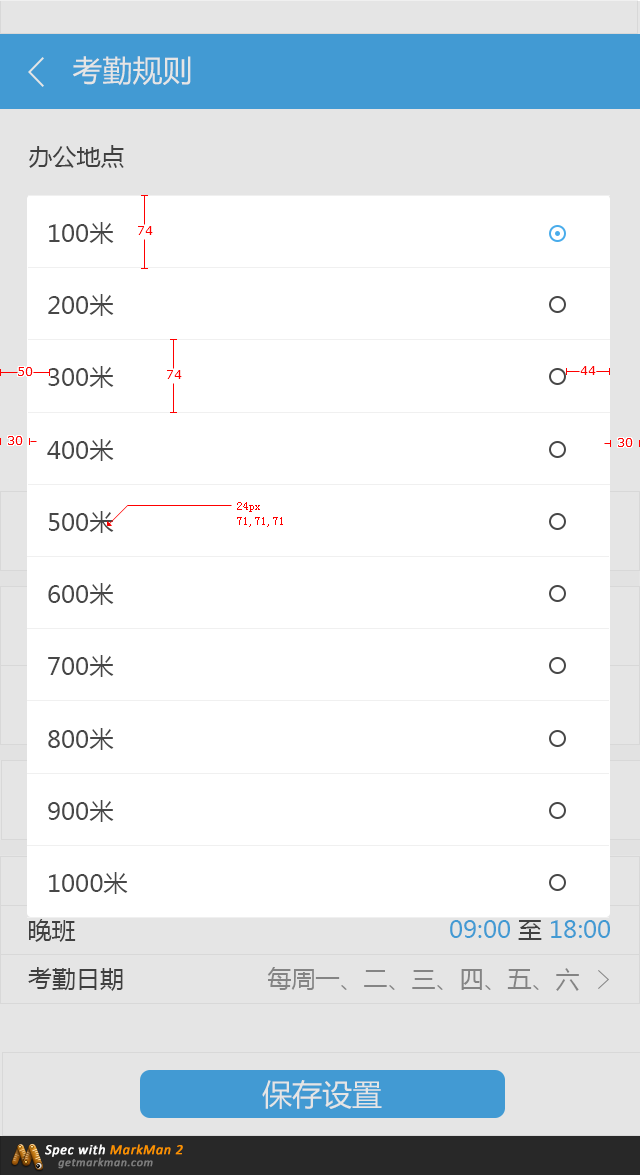 考勤规则
办公地点
100米
74
200米
50
300米
74
44
30
400米
30
500米
24px
71,71,71
600米
700米
800米
900米
1000米
晚班 09:00 至 18:00
考勤日期 每周一、二、三、四、五、六
保存设置
Spec with MarkMan 2
getmarkman.com